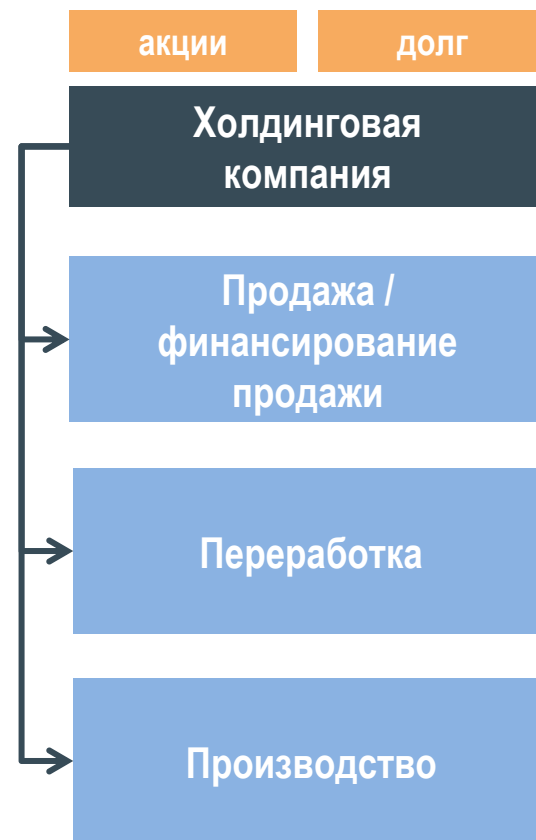 акции
долг
Холдинговая
компания
Продажа /
финансирование
продажи
Переработка
Производство